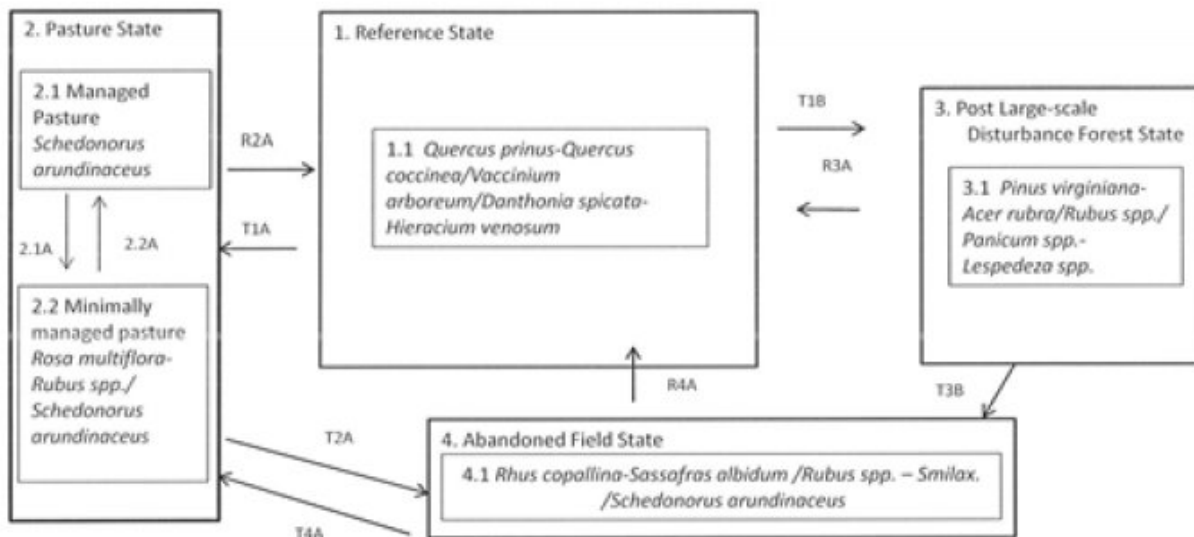 2. Pasture State
2.1 Managed
Pasture
Schedonorus
arundinaceus
2.1A
2.2A
2.2 Minimally
managed pasture
Rosa multiflora-
Rubus spp./
Schedonorus
arundinaceus
R2A
T1A
1. Reference State
1.1 Quercus prinus-Quercus
coccinea/Vaccinium
arboreum/Danthonia spicata-
Hieracium venosum
T1B
R3A
3. Post Large-scale
Disturbance Forest State
3.1 Pinus virginiana-
Acer rubra/Rubus spp./
Panicum spp.-
Lespedeza spp.
R4A
T3B
T2A
T4A
4. Abandoned Field State
4.1 Rhus copallina-Sassafras albidum /Rubus spp. – Smilax.
/Schedonorus arundinaceus